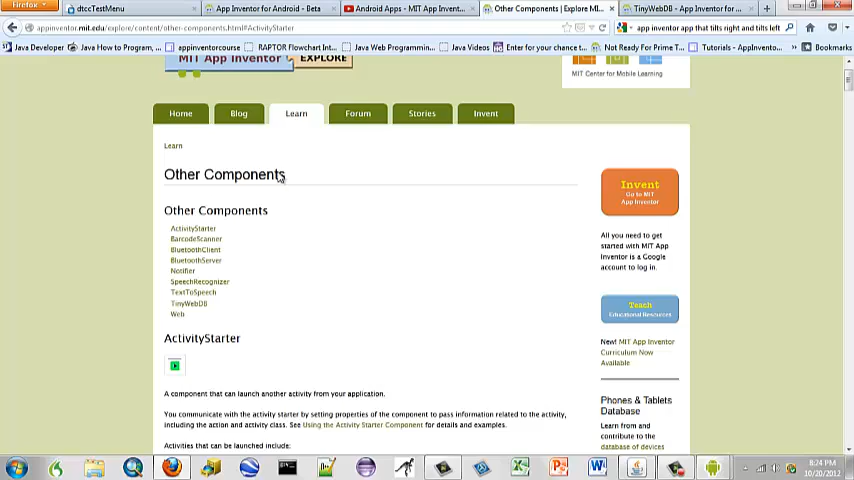 Firefox
dtccTestMenu
App Inventor for Android - Beta
Android Apps - MIT App Invent...
Other Components | Explore MI...
TinyWebDB - App Inventor for ...
appinventor.mit.edu/explore/content/other-components.html#ActivityStarter
app inventor app that tilts right and tilts left
Java Developer
How to Program, ...
appinventorcourse
RAPTOR Flowchart Int...
Java Web Programmin...
Java Videos
Enter for your chance t...
Not Ready For Prime T...
Tutorials - AppInvento...
Bookmarks
MIT App Inventor
EXPLORE
MIT Center for Mobile Learning
Home
Blog
Learn
Forum
Stories
Invent
Learn
Other Components
Other Components
ActivityStarter
BarcodeScanner
BluetoothClient
BluetoothServer
Notifier
SpeechRecognizer
TextToSpeech
TinyWebDB
Web
ActivityStarter
A component that can launch another activity from your application.
You communicate with the activity starter by setting properties of the component to pass information related to the activity,
including the action and activity class. See Using the Activity Starter Component for details and examples.
Activities that can be launched include:
Invent
Go to MIT
App Inventor
All you need to get
started with MIT App
Inventor is a Google
account to log in.
Teach
Educational Resources
New! MIT App Inventor
Curriculum Now
Available
Phones & Tablets
Database
Learn from and
contribute to the
database of devices
8:24 PM
10/20/2012